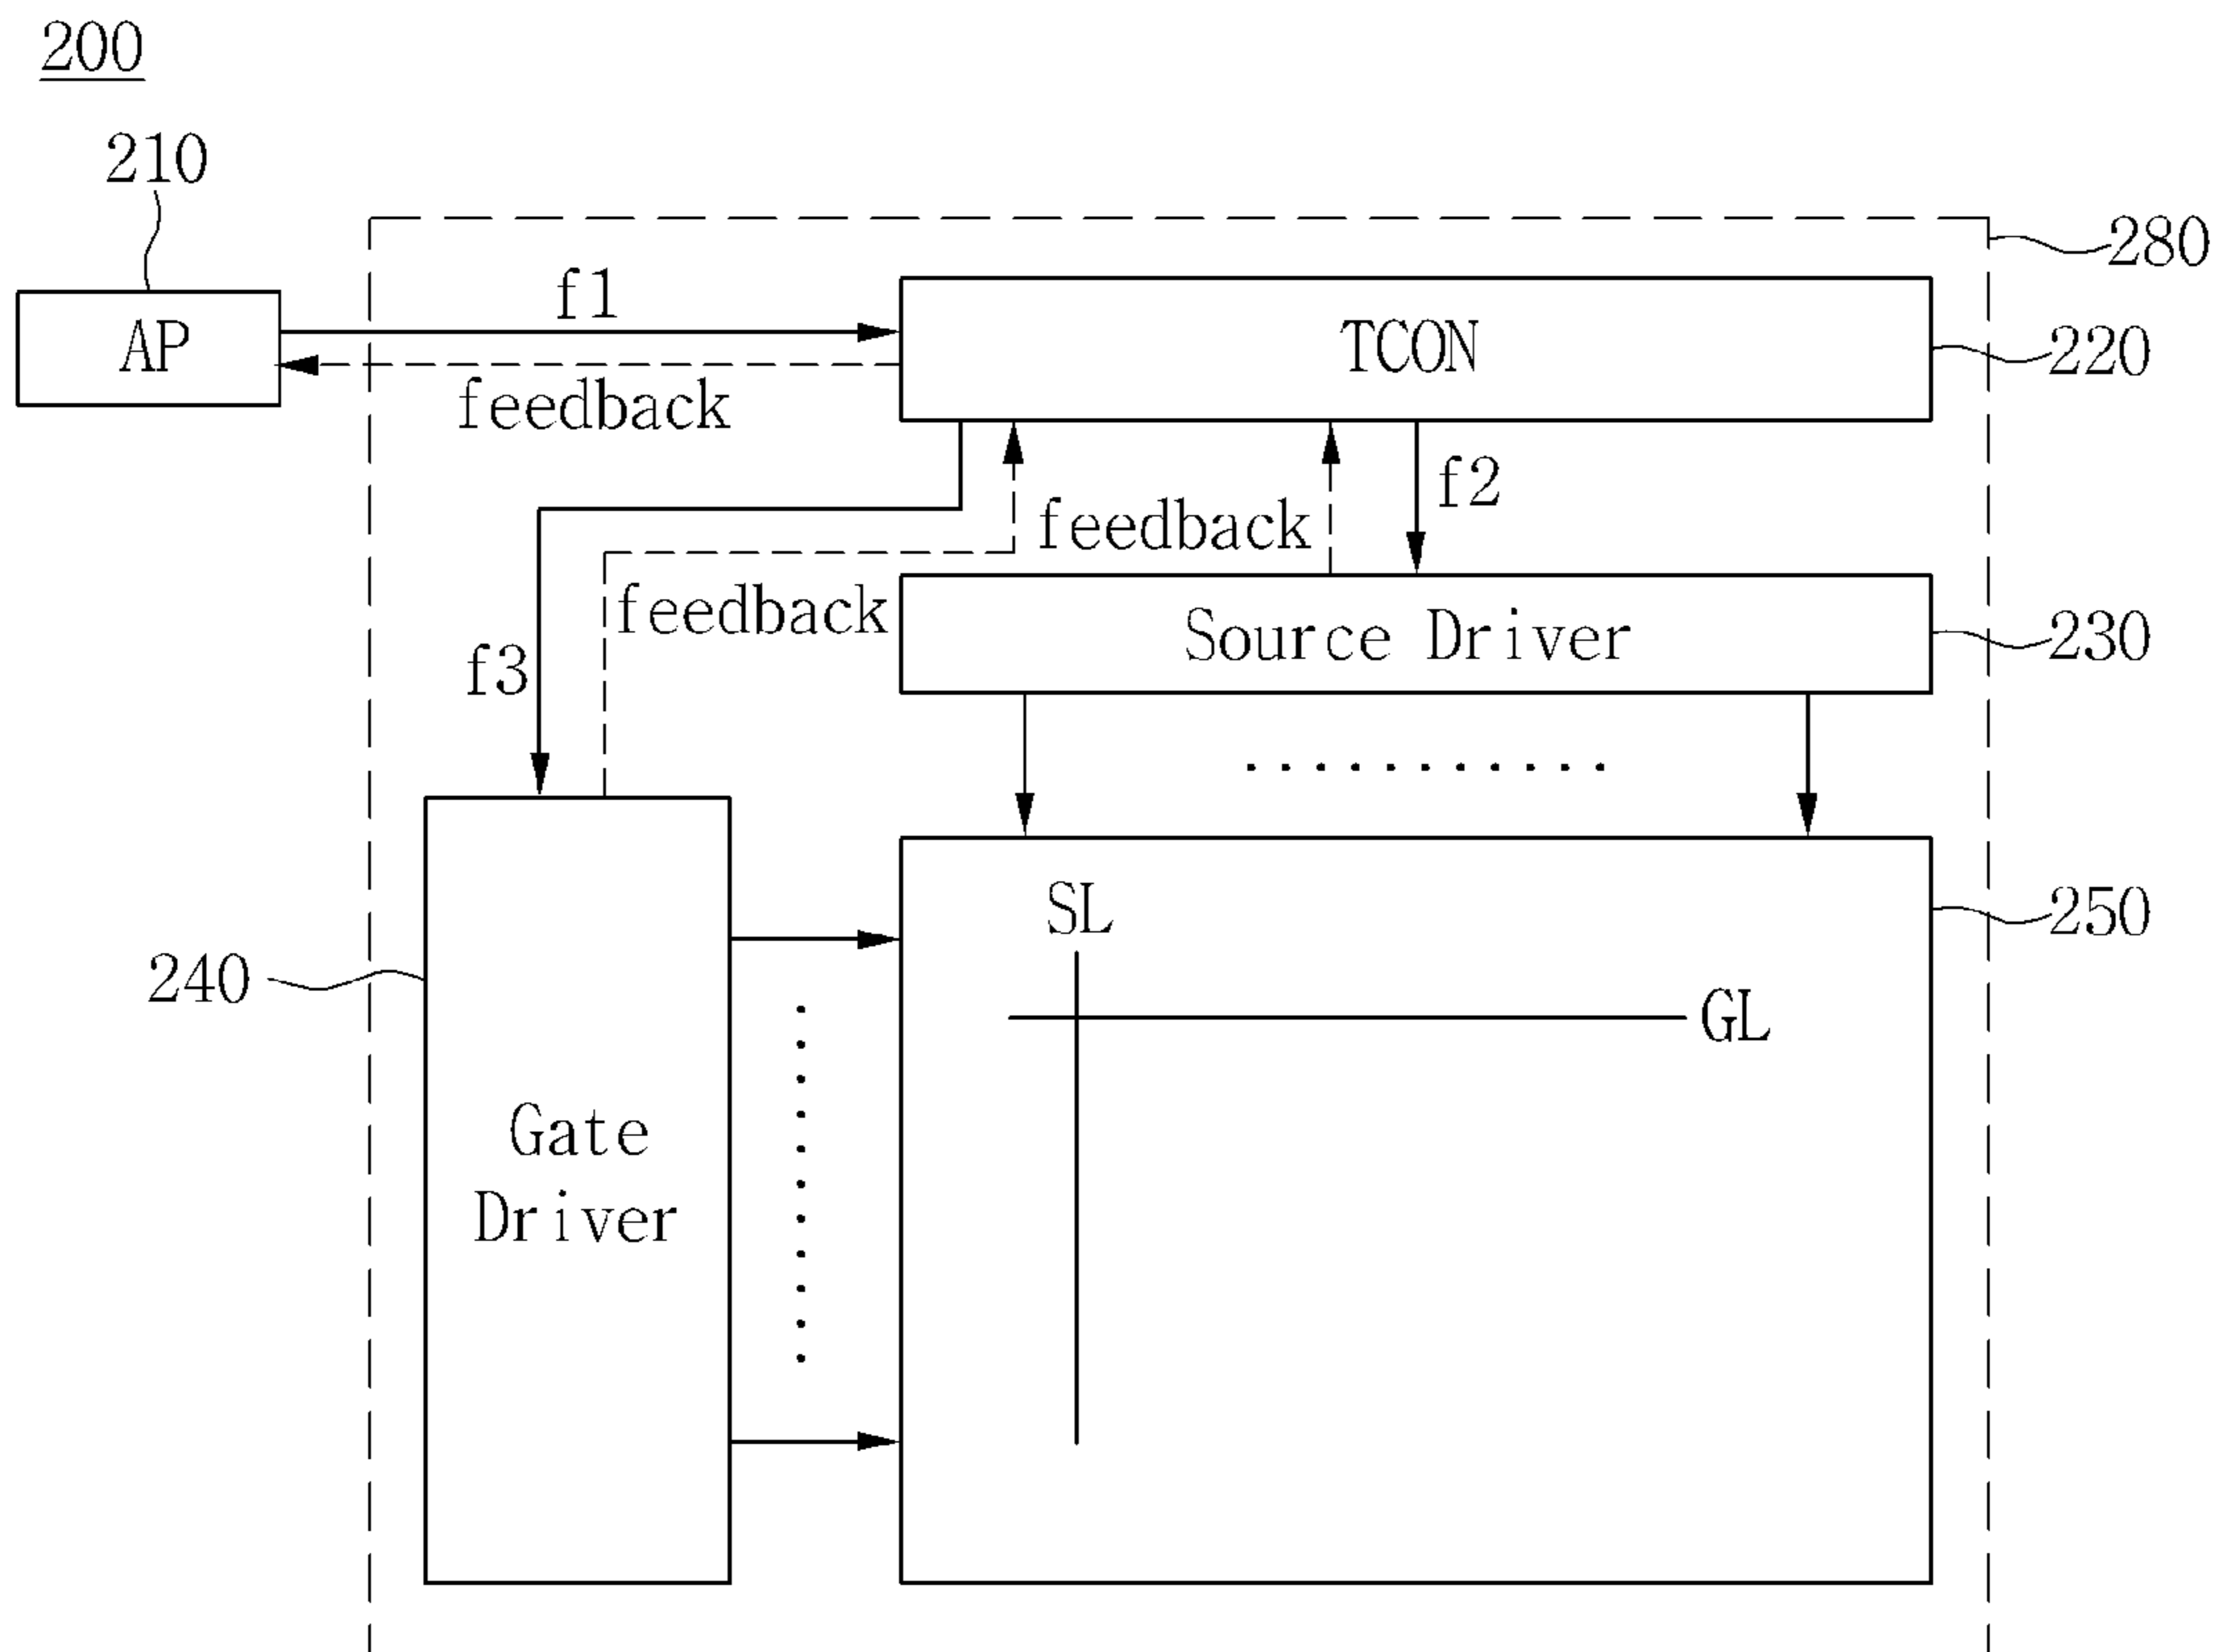 200
210
280
f1
AP
TCON
220
feedback
f2
feedback
feedback
Source Driver
230
f3
SL
250
240
GL
Gate
Driver